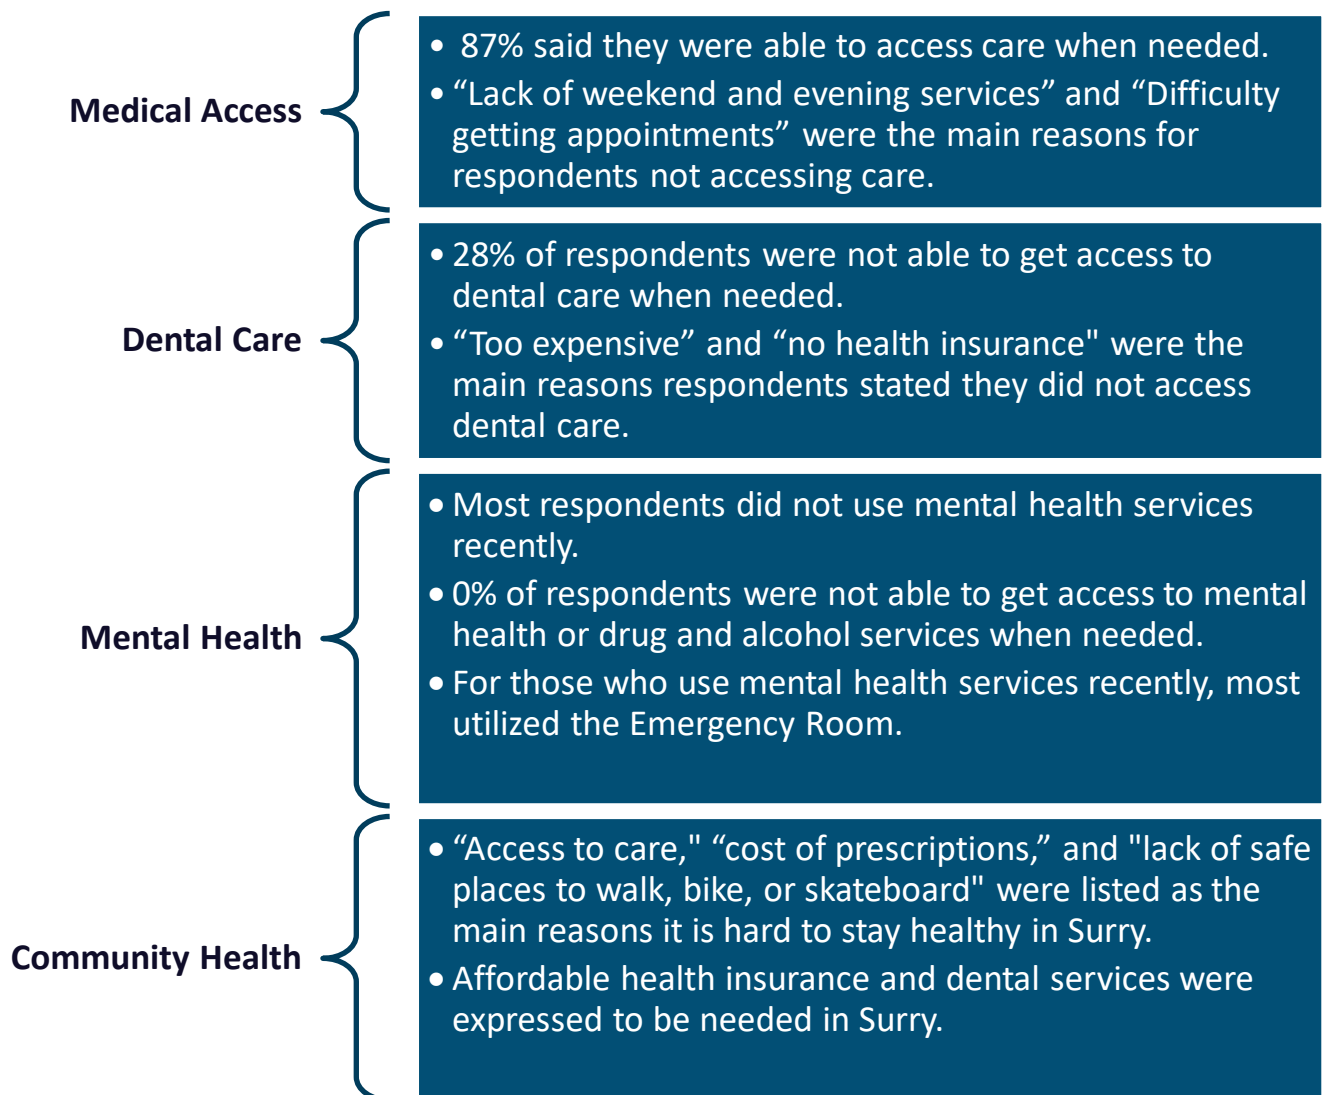 Medical Access
• 87% said they were able to access care when needed.
• “Lack of weekend and evening services” and “Difficulty
getting appointments” were the main reasons for
respondents not accessing care.
Dental Care
• 28% of respondents were not able to get access to
dental care when needed.
• “Too expensive” and “no health insurance" were the
main reasons respondents stated they did not access
dental care.
Mental Health
• Most respondents did not use mental health services
recently.
• 0% of respondents were not able to get access to mental
health or drug and alcohol services when needed.
• For those who use mental health services recently, most
utilized the Emergency Room.
Community Health
• “Access to care," “cost of prescriptions,” and "lack of safe
places to walk, bike, or skateboard" were listed as the
main reasons it is hard to stay healthy in Surry.
• Affordable health insurance and dental services were
expressed to be needed in Surry.